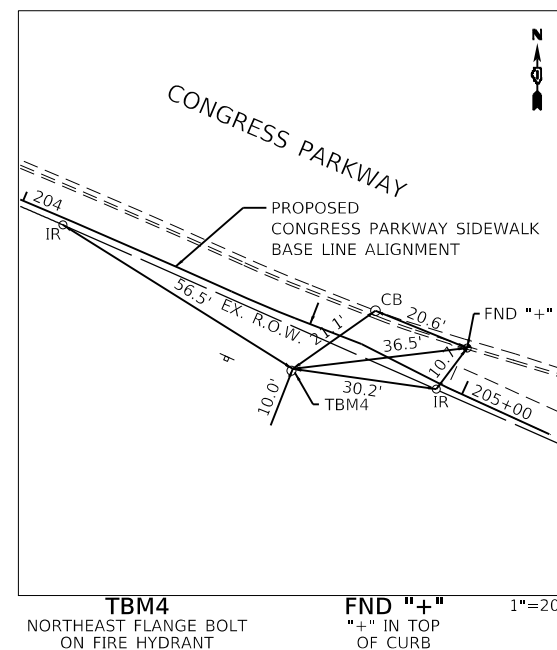 N
CONGRESS PARKWAY
204
IR
PROPOSED
CONGRESS PARKWAY SIDEWALK
BASE LINE ALIGNMENT
56.5'
EX. R.O.W.
21.1'
CB
20.6'
FND "+"
36.5'
10.7'
30.2'
10.0'
TBM4
IR
205+00
TBM4
NORTHEAST FLANGE BOLT
ON FIRE HYDRANT
FND "+"
"+" IN TOP
OF CURB
1"=20